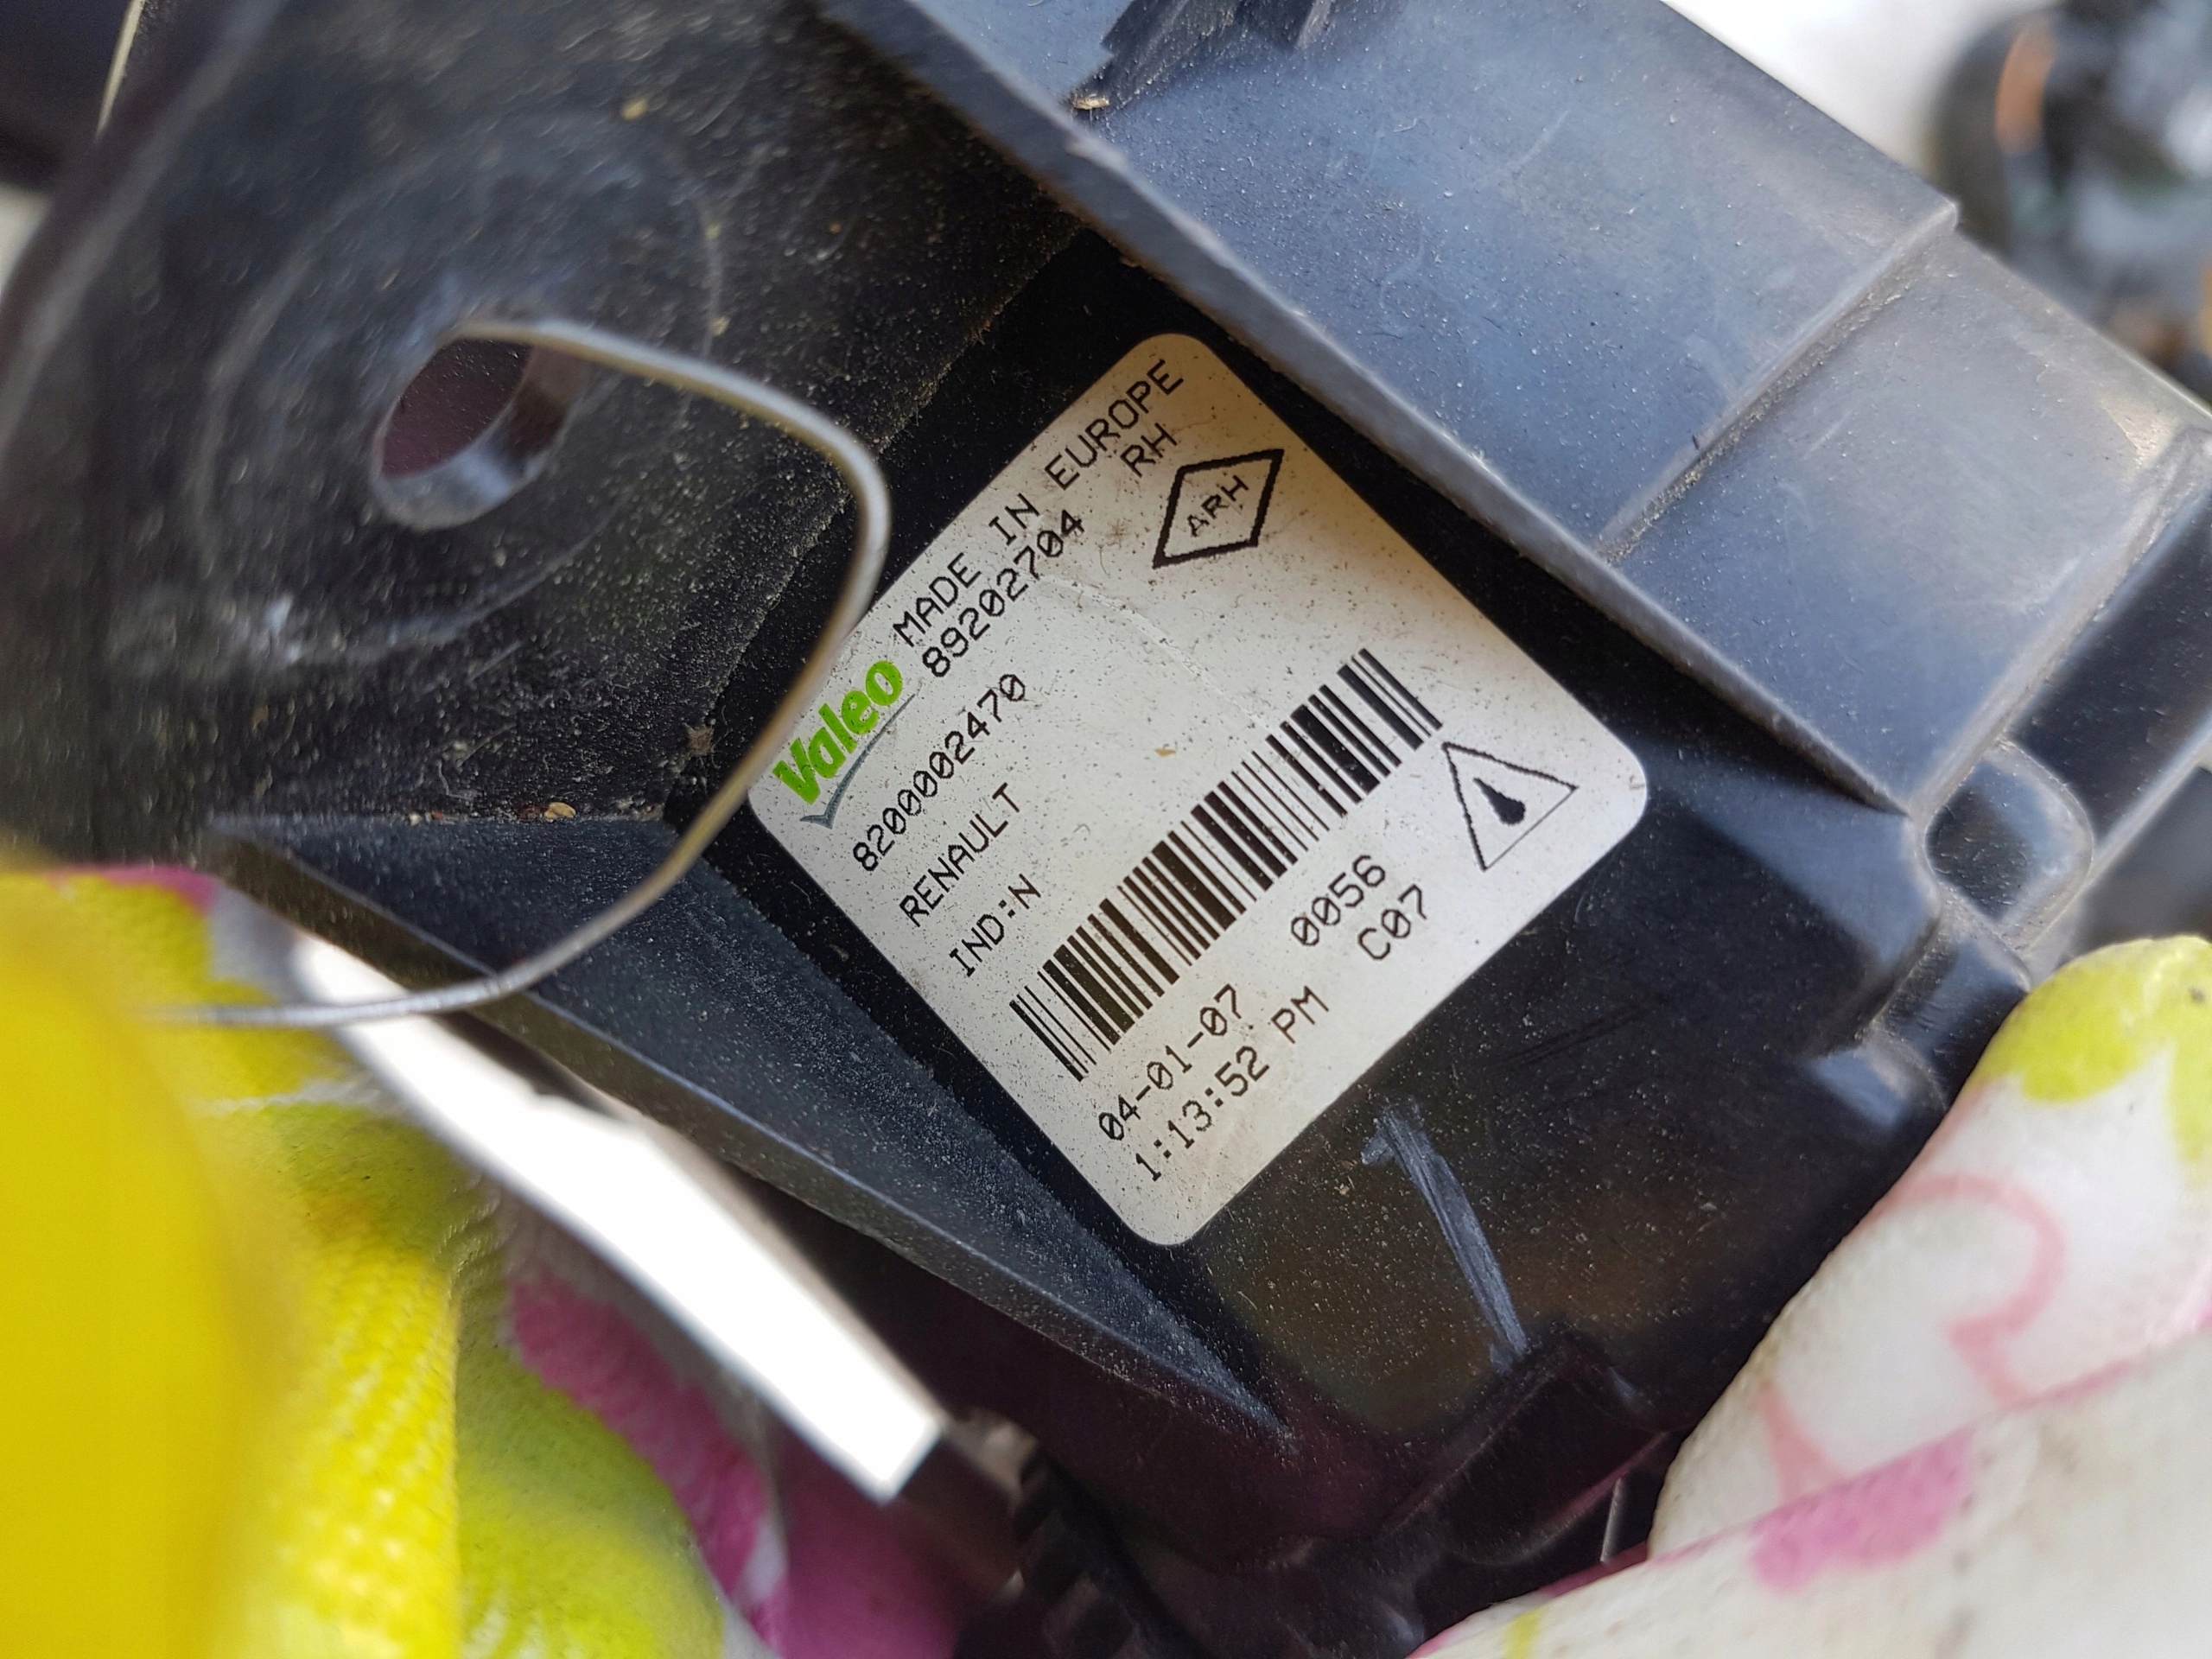 Valeo MADE IN EUROPE
89202704 RH
ARH
8200002470
RENAULT
IND:N
04-01-07 0056
1:13:52 PM C07